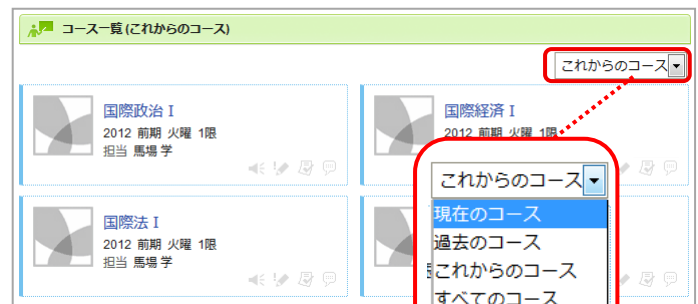 コース一覧(これからのコース)
これからのコース
国際政治 I
2012 前期 火曜 1限
担当 馬場 学
国際経済 I
2012 前期 火曜 1限
国際法 I
2012 前期 火曜 1限
担当 馬場 学
これからのコース
現在のコース
過去のコース
これからのコース
すべてのコース